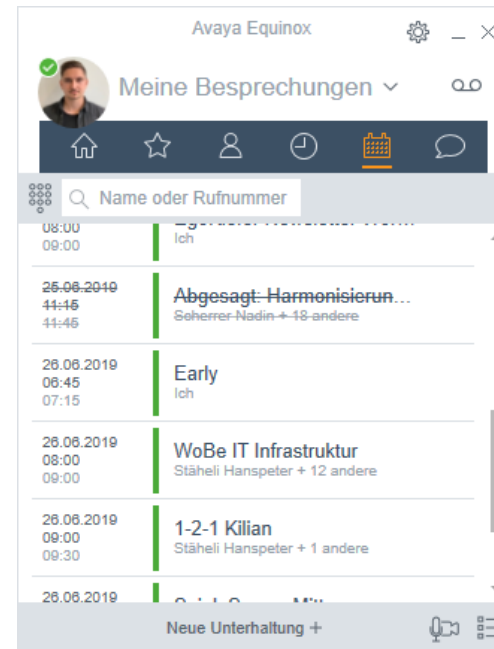 Avaya Equinox
Meine Besprechungen
Name oder Rufnummer
08:00
09:00
Ich
25.06.2019
11:15
11:45
Abgesagt: Harmonisierun...
Scherrer Nadin + 18 andere
26.06.2019
06:45
07:15
Early
Ich
26.06.2019
08:00
09:00
WoBe IT Infrastruktur
Stäheli Hanspeter + 12 andere
26.06.2019
09:00
09:30
1-2-1 Kilian
Stäheli Hanspeter + 1 andere
26.06.2019
Neue Unterhaltung +